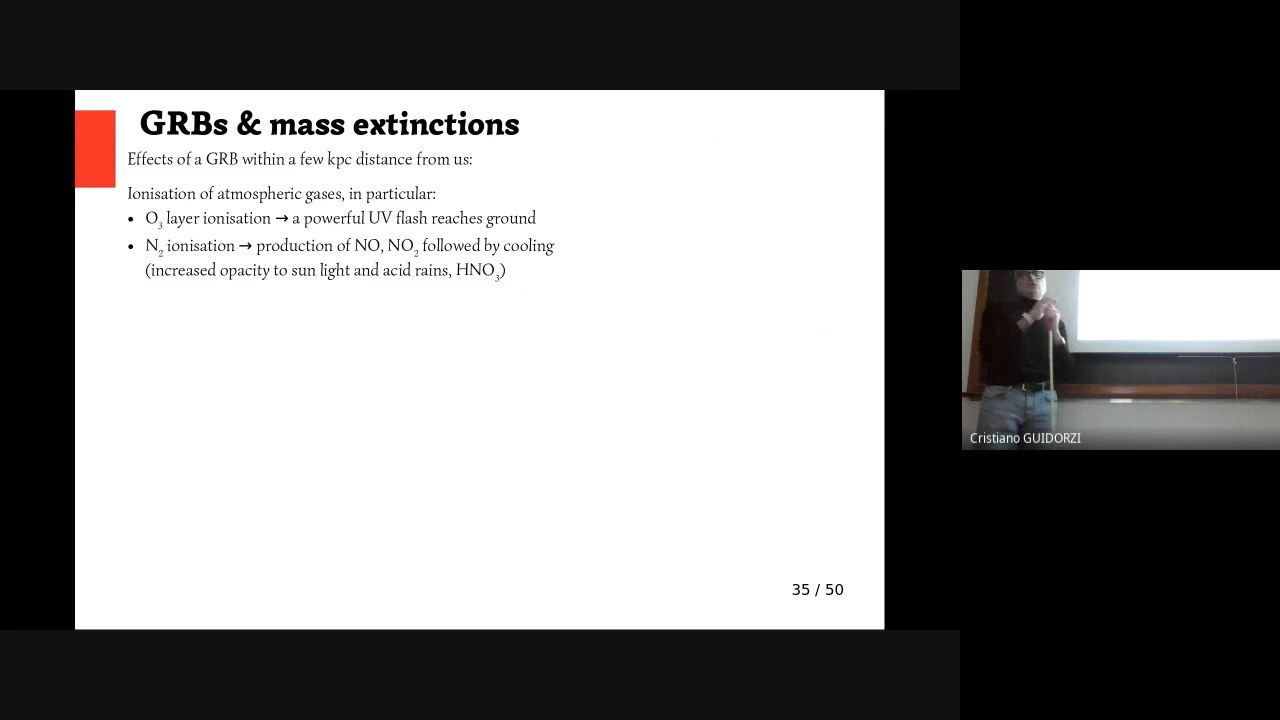 GRBs & mass extinctions
Effects of a GRB within a few kpc distance from us:
Ionisation of atmospheric gases, in particular:
• O₃ layer ionisation → a powerful UV flash reaches ground
• N₂ ionisation → production of NO, NO₂ followed by cooling
(increased opacity to sun light and acid rains, HNO₃)
35 / 50
Cristiano GUIDORZI